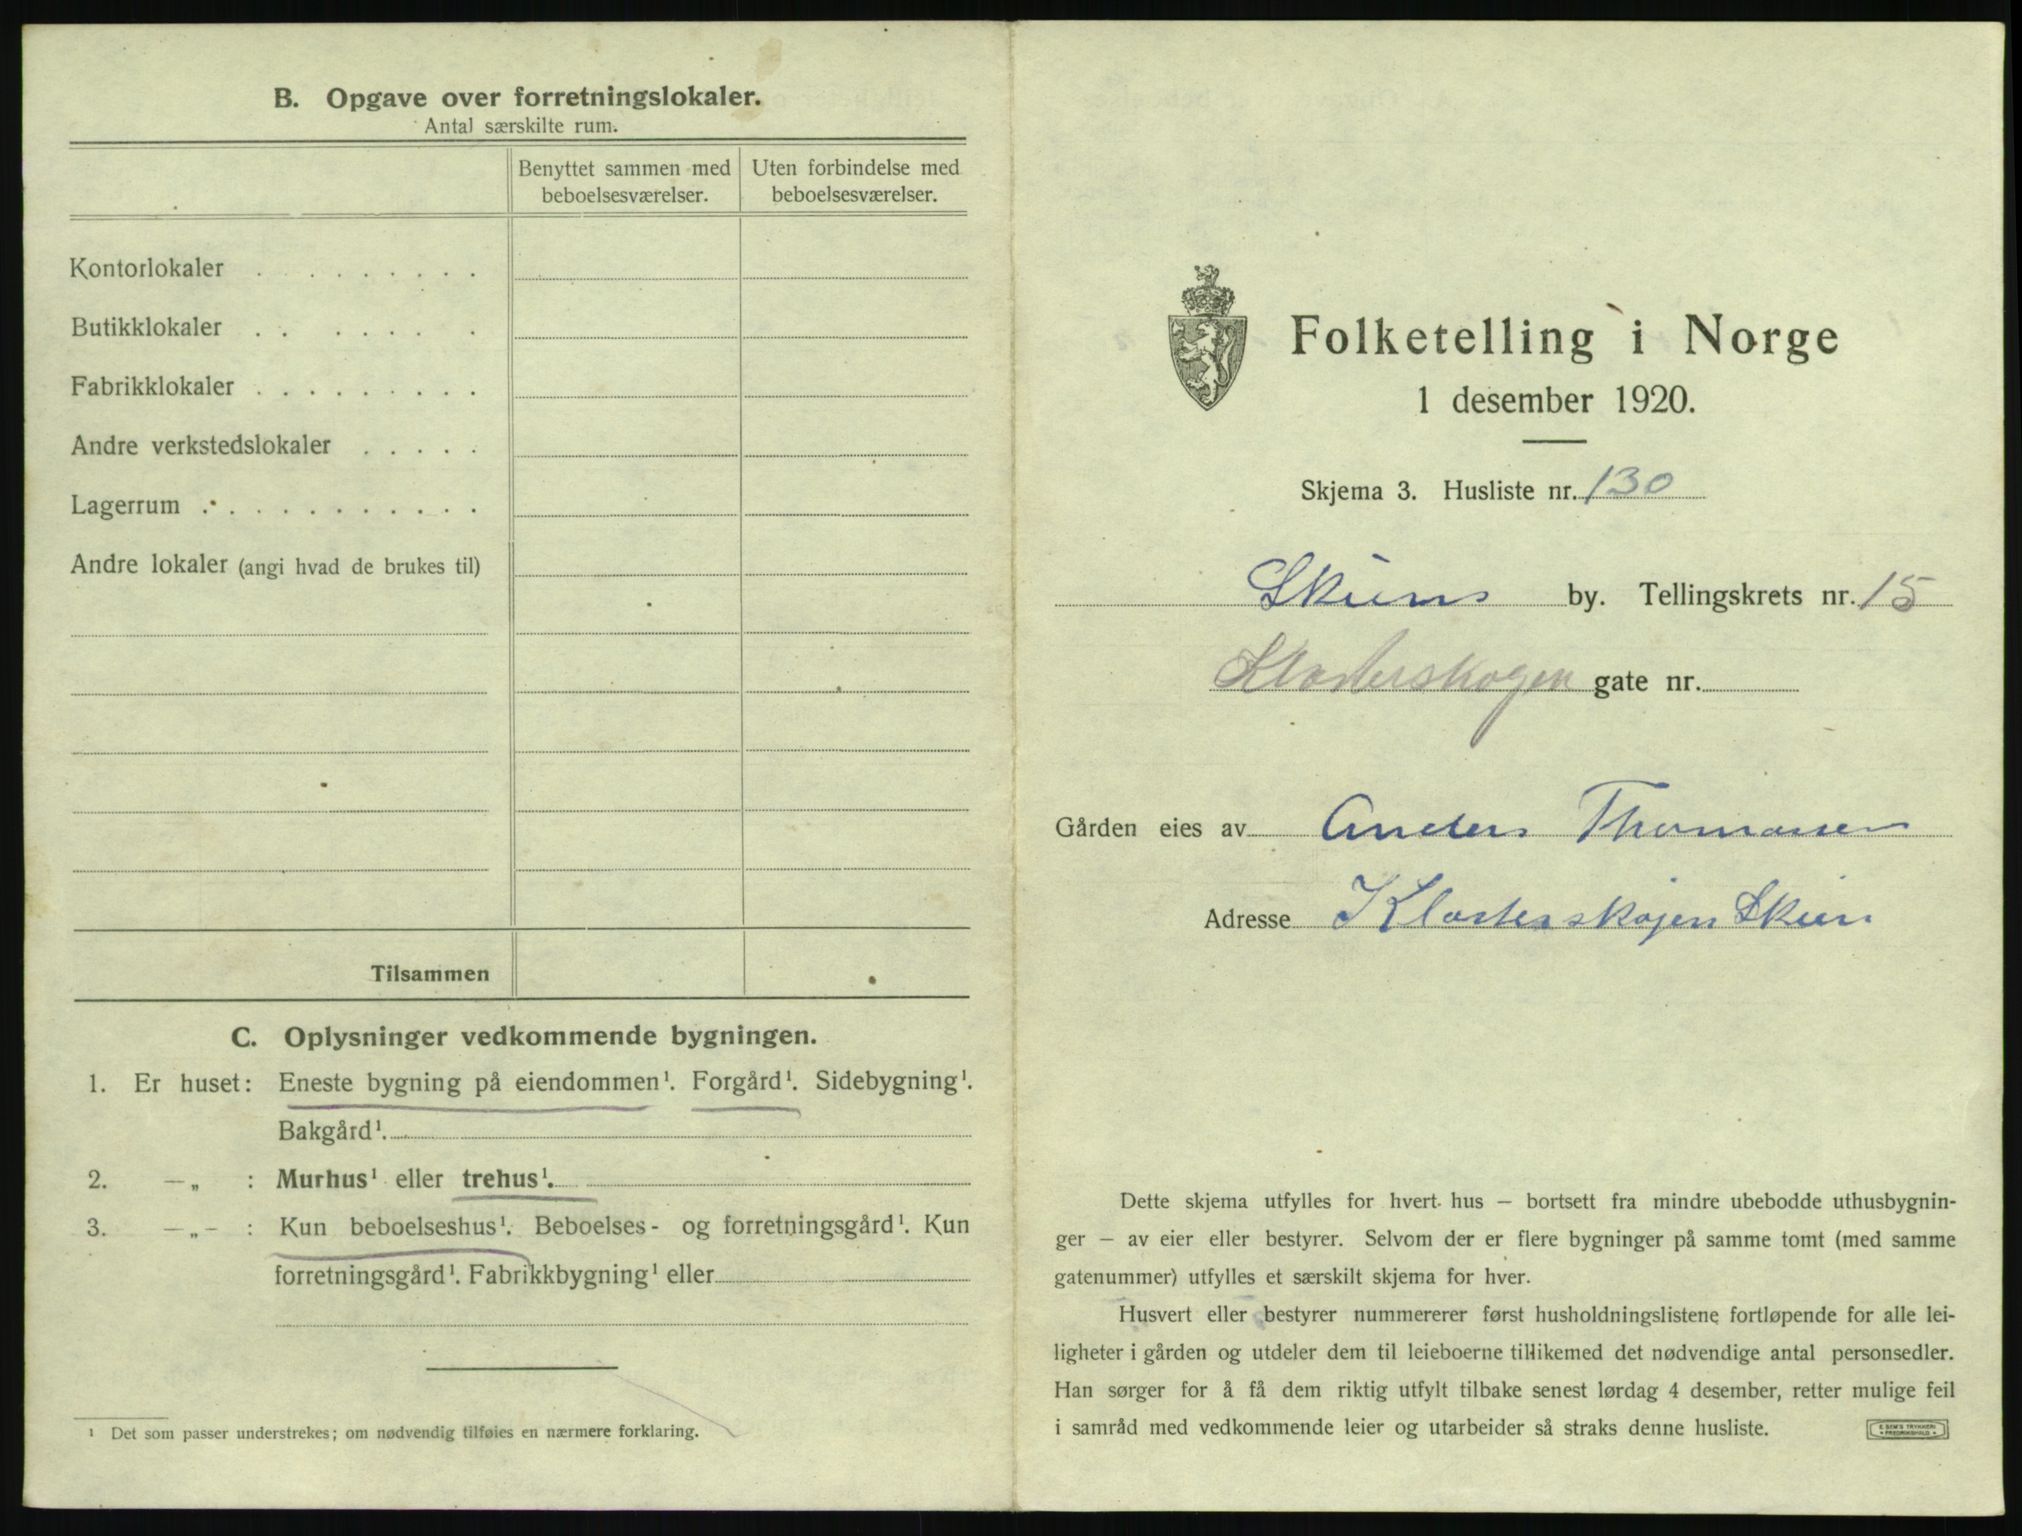 B. Opgave over forretningslokaler.
Antal særskilte rum.
Benyttet sammen med beboelsesværelser.
Uten forbindelse med beboelsesværelser.
Kontorlokaler . . . . . . . . .
Butikklokaler . . . . . . . .
Fabrikklokaler . . . . . . . . .
Andre verkstedslokaler . . . . .
Lagerrum . . . . . . . . . . .
Andre lokaler (angi hvad de brukes til)
Tilsammen
C. Oplysninger vedkommende bygningen.
1. Er huset: Eneste bygning på eiendommen¹. Forgård¹. Sidebygning¹.
Bakgård¹.
2. —„ : Murhus¹ eller trehus¹.
3. —„- : Kun beboelseshus¹. Beboelses- og forretningsgård¹. Kun
forretningsgård¹. Fabrikkbygning¹ eller
¹ Det som passer understrekes; om nødvendig tilføies en nærmere forklaring.
Folketelling i Norge
1 desember 1920.
Skjema 3. Husliste nr. 130
Skiens by. Tellingskrets nr. 15
Klosterskogen gate nr.
Gården eies av Anders Thomassen
Adresse Klosterskogen Skien
Dette skjema utfylles for hvert hus — bortsett fra mindre ubebodde uthusbygnin-
ger — av eier eller bestyrer. Selvom der er flere bygninger på samme tomt (med samme
gatenummer) utfylles et særskilt skjema for hver.
Husvert eller bestyrer nummererer først husholdningslistene fortløpende for alle lei-
ligheter i gården og utdeler dem til leieboerne tillikemed det nødvendige antal personsedler.
Han sørger for å få dem riktig utfylt tilbake senest lørdag 4 desember, retter mulige feil
i samråd med vedkommende leier og utarbeider så straks denne husliste.
E. SEM'S TRYKKERI
FREDRIKSHALD